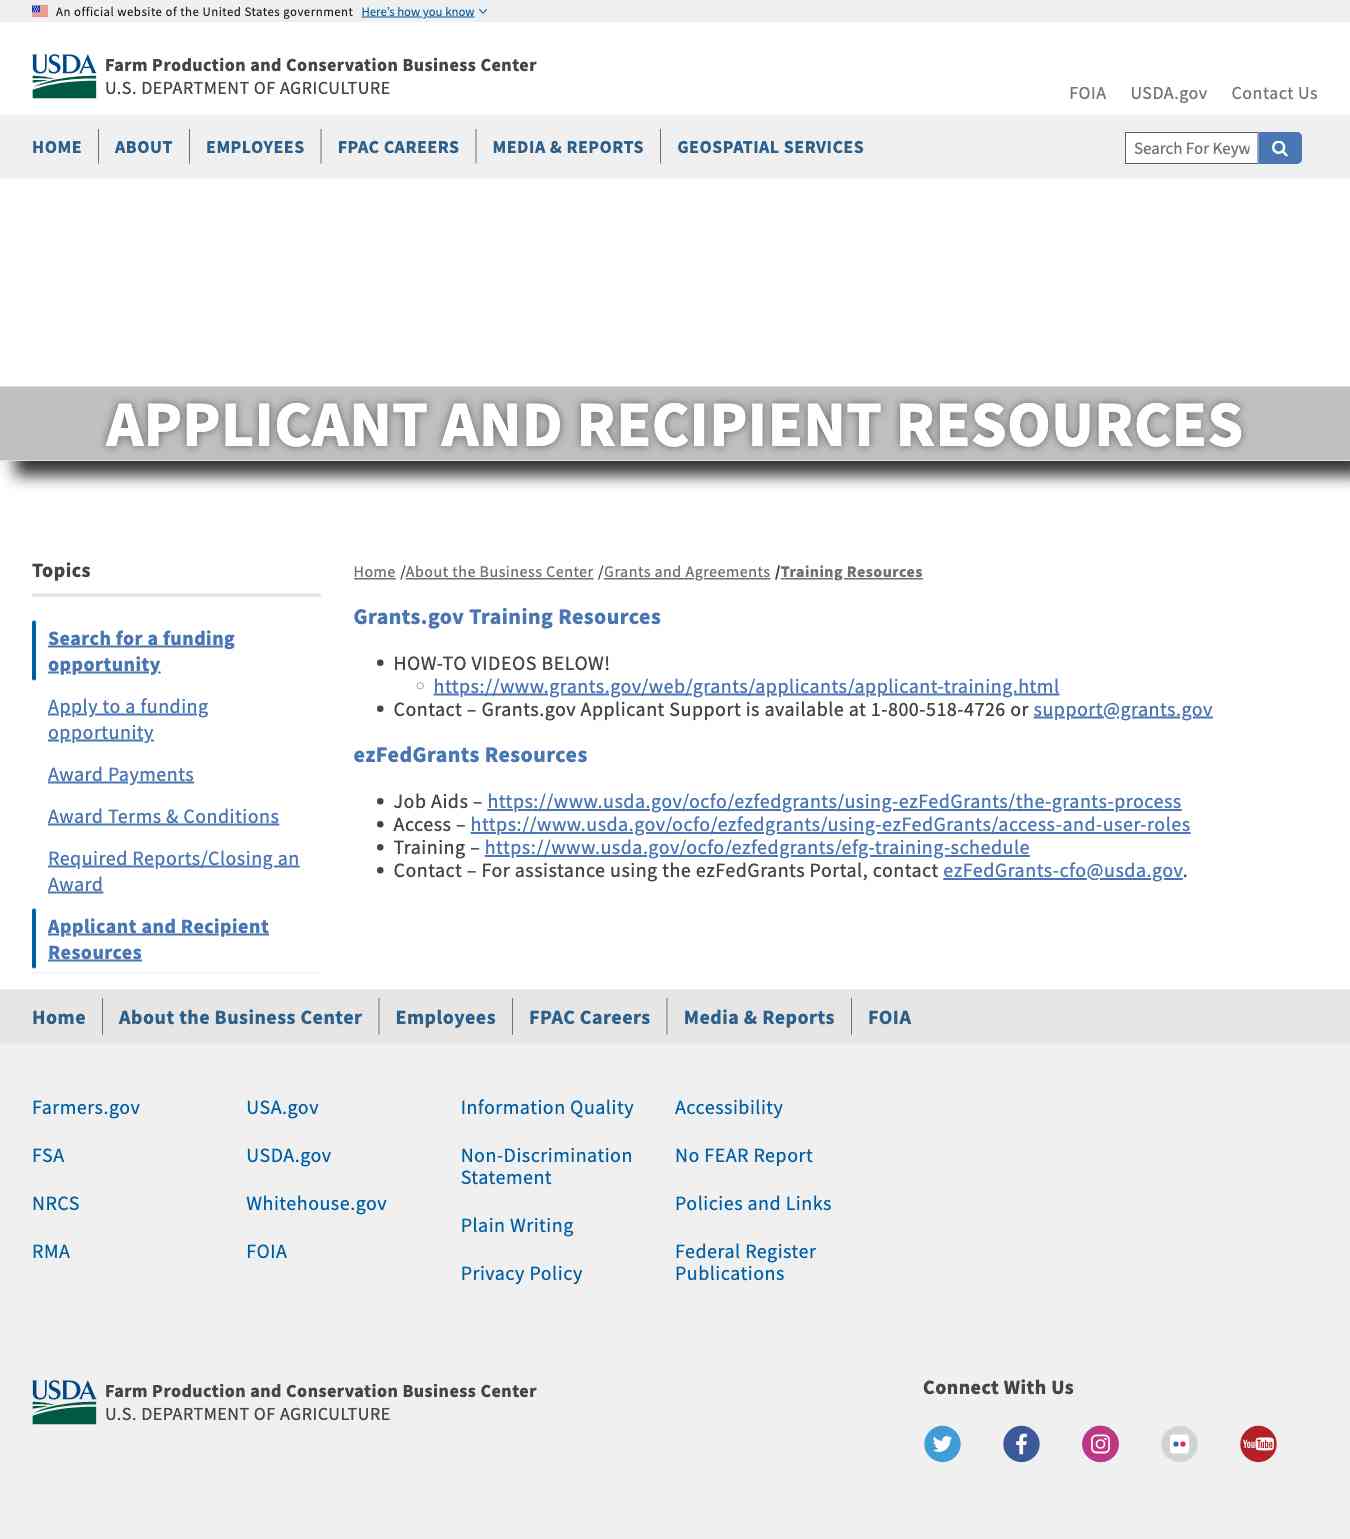 An official website of the United States government Here's how you know
USDA Farm Production and Conservation Business Center
U.S. DEPARTMENT OF AGRICULTURE
FOIA USDA.gov Contact Us
HOME ABOUT EMPLOYEES FPAC CAREERS MEDIA & REPORTS GEOSPATIAL SERVICES Search For Keyw
APPLICANT AND RECIPIENT RESOURCES
Topics
Search for a funding
opportunity
Apply to a funding
opportunity
Award Payments
Award Terms & Conditions
Required Reports/Closing an
Award
Applicant and Recipient
Resources
Home /About the Business Center /Grants and Agreements /Training Resources
Grants.gov Training Resources
HOW-TO VIDEOS BELOW!
https://www.grants.gov/web/grants/applicants/applicant-training.html
Contact – Grants.gov Applicant Support is available at 1-800-518-4726 or support@grants.gov
ezFedGrants Resources
Job Aids – https://www.usda.gov/ocfo/ezfedgrants/using-ezFedGrants/the-grants-process
Access – https://www.usda.gov/ocfo/ezfedgrants/using-ezFedGrants/access-and-user-roles
Training – https://www.usda.gov/ocfo/ezfedgrants/efg-training-schedule
Contact – For assistance using the ezFedGrants Portal, contact ezFedGrants-cfo@usda.gov.
Home About the Business Center Employees FPAC Careers Media & Reports FOIA
Farmers.gov
FSA
NRCS
RMA
USA.gov
USDA.gov
Whitehouse.gov
FOIA
Information Quality
Non-Discrimination
Statement
Plain Writing
Privacy Policy
Accessibility
No FEAR Report
Policies and Links
Federal Register
Publications
USDA Farm Production and Conservation Business Center
U.S. DEPARTMENT OF AGRICULTURE
Connect With Us
YouTube